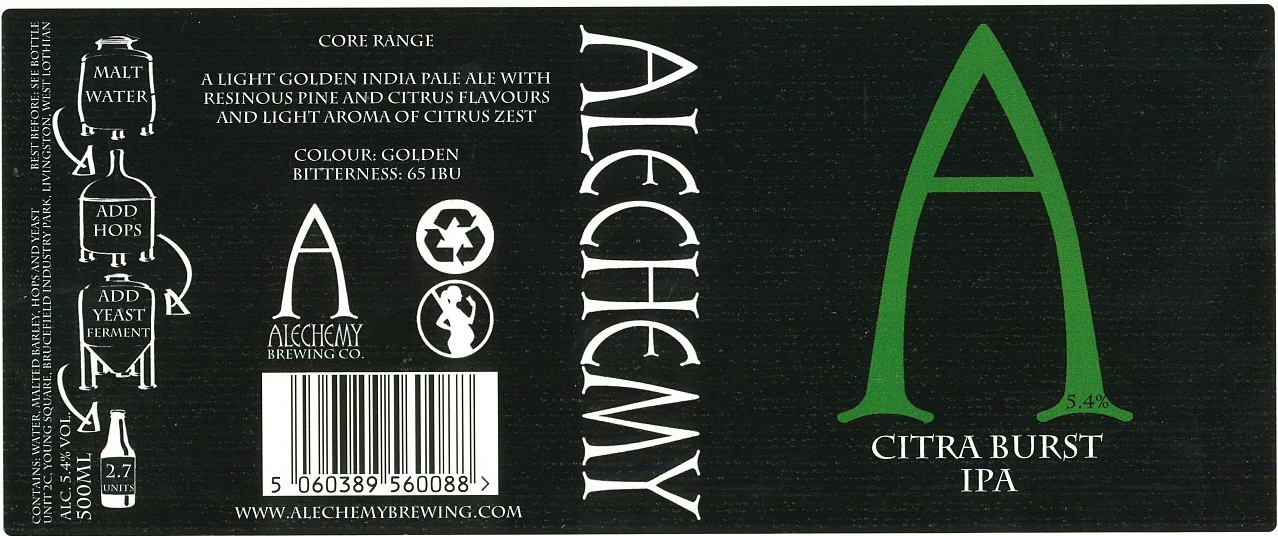 CONTAINS: WATER, MALTED BARLEY, HOPS AND YEAST
BEST BEFORE: SEE BOTTLE
UNIT 2C, YOUNG SQUARE, BRUCEFIELD INDUSTRY PARK, LIVINGSTON, WEST LOTHIAN
ALC. 5.4% VOL.
500ML
MALT
WATER
ADD
HOPS
ADD
YEAST
FERMENT
2.7
UNITS
CORE RANGE
A LIGHT GOLDEN INDIA PALE ALE WITH
RESINOUS PINE AND CITRUS FLAVOURS
AND LIGHT AROMA OF CITRUS ZEST
COLOUR: GOLDEN
BITTERNESS: 65 IBU
A
ALECHEMY
BREWING CO.
5 060389 560088 >
WWW.ALECHEMYBREWING.COM
ALECHEMY
A
5.4%
CITRA BURST
IPA